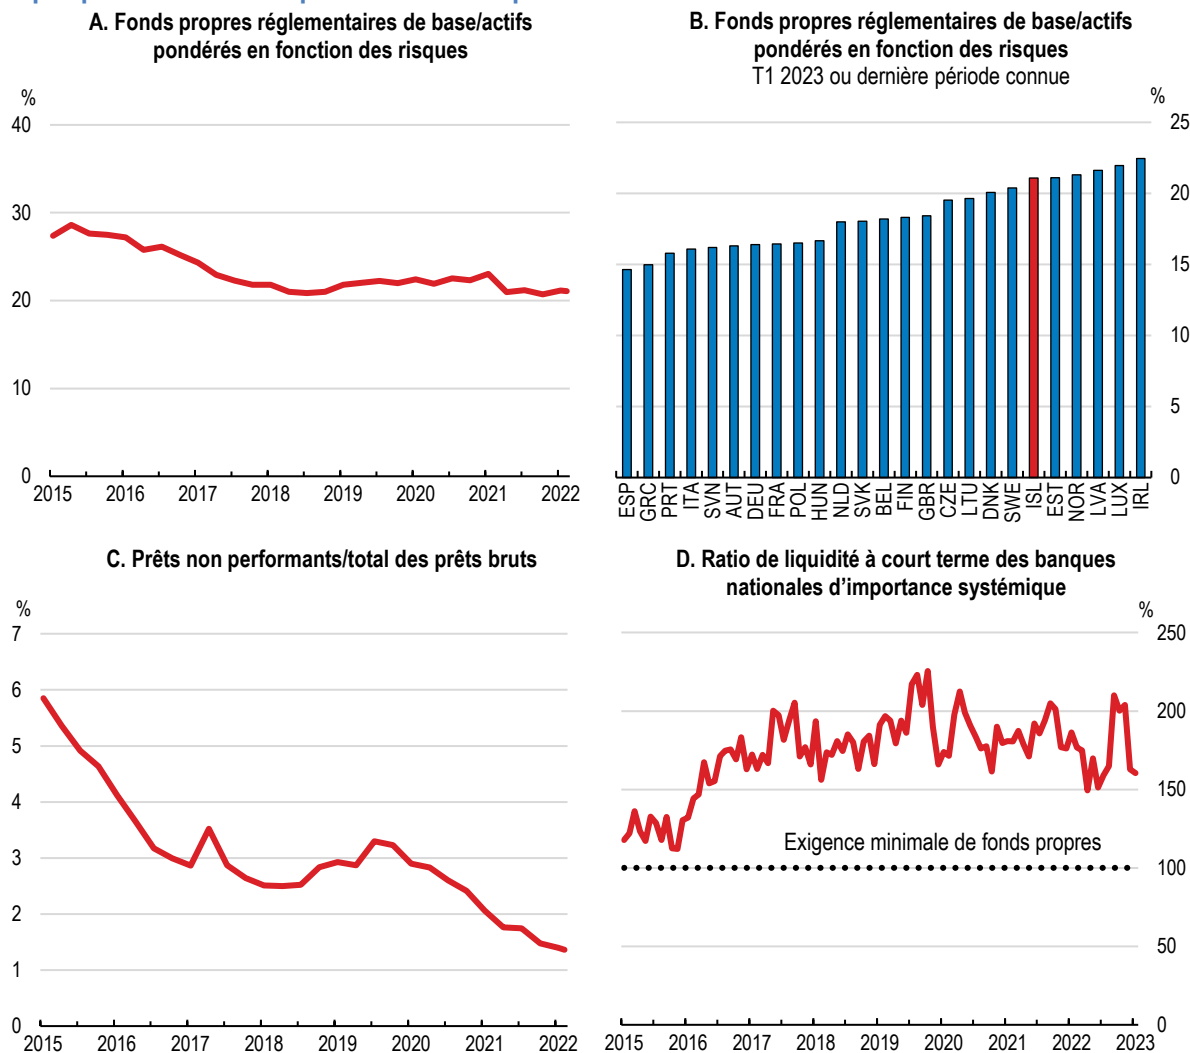 A. Fonds propres réglementaires de base/actifs
pondérés en fonction des risques
%
40
30
20
10
0
2015 2016 2017 2018 2019 2020 2021 2022
B. Fonds propres réglementaires de base/actifs
pondérés en fonction des risques
T1 2023 ou dernière période connue
%
25
20
15
10
5
0
ESP GRC PRT ITA SVN AUT DEU FRA POL HUN NLD SVK BEL FIN GBR CZE LTU DNK SWE ISL EST NOR LVA LUX IRL
C. Prêts non performants/total des prêts bruts
%
7
6
5
4
3
2
1
0
2015 2016 2017 2018 2019 2020 2021 2022
D. Ratio de liquidité à court terme des banques
nationales d’importance systémique
%
250
200
150
Exigence minimale de fonds propres
100
50
0
2015 2016 2017 2018 2019 2020 2021 2022 2023